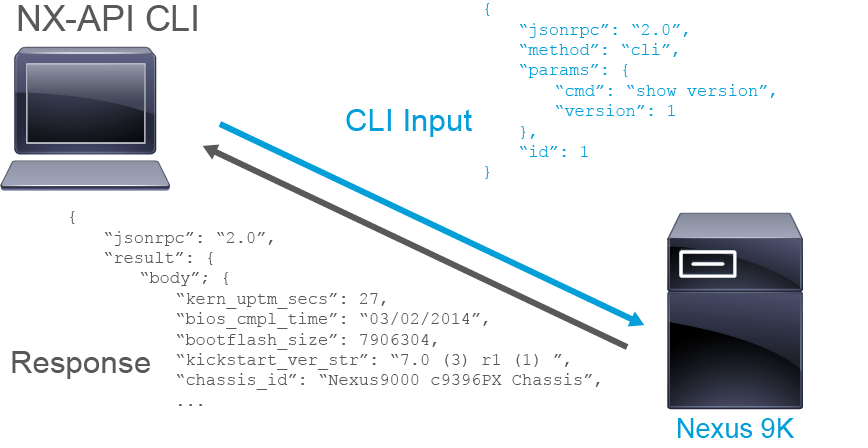 NX-API CLI
{
“jsonrpc”: “2.0”,
“method”: “cli”,
“params”: {
“cmd”: “show version”,
“version”: 1
},
“id”: 1
}
CLI Input
{
“jsonrpc”: “2.0”,
“result”: {
“body”; {
“kern_uptm_secs”: 27,
“bios_cmpl_time”: “03/02/2014”,
“bootflash_size”: 7906304,
“kickstart_ver_str”: “7.0 (3) r1 (1) ”,
“chassis_id”: “Nexus9000 c9396PX Chassis”,
...
Response
Nexus 9K